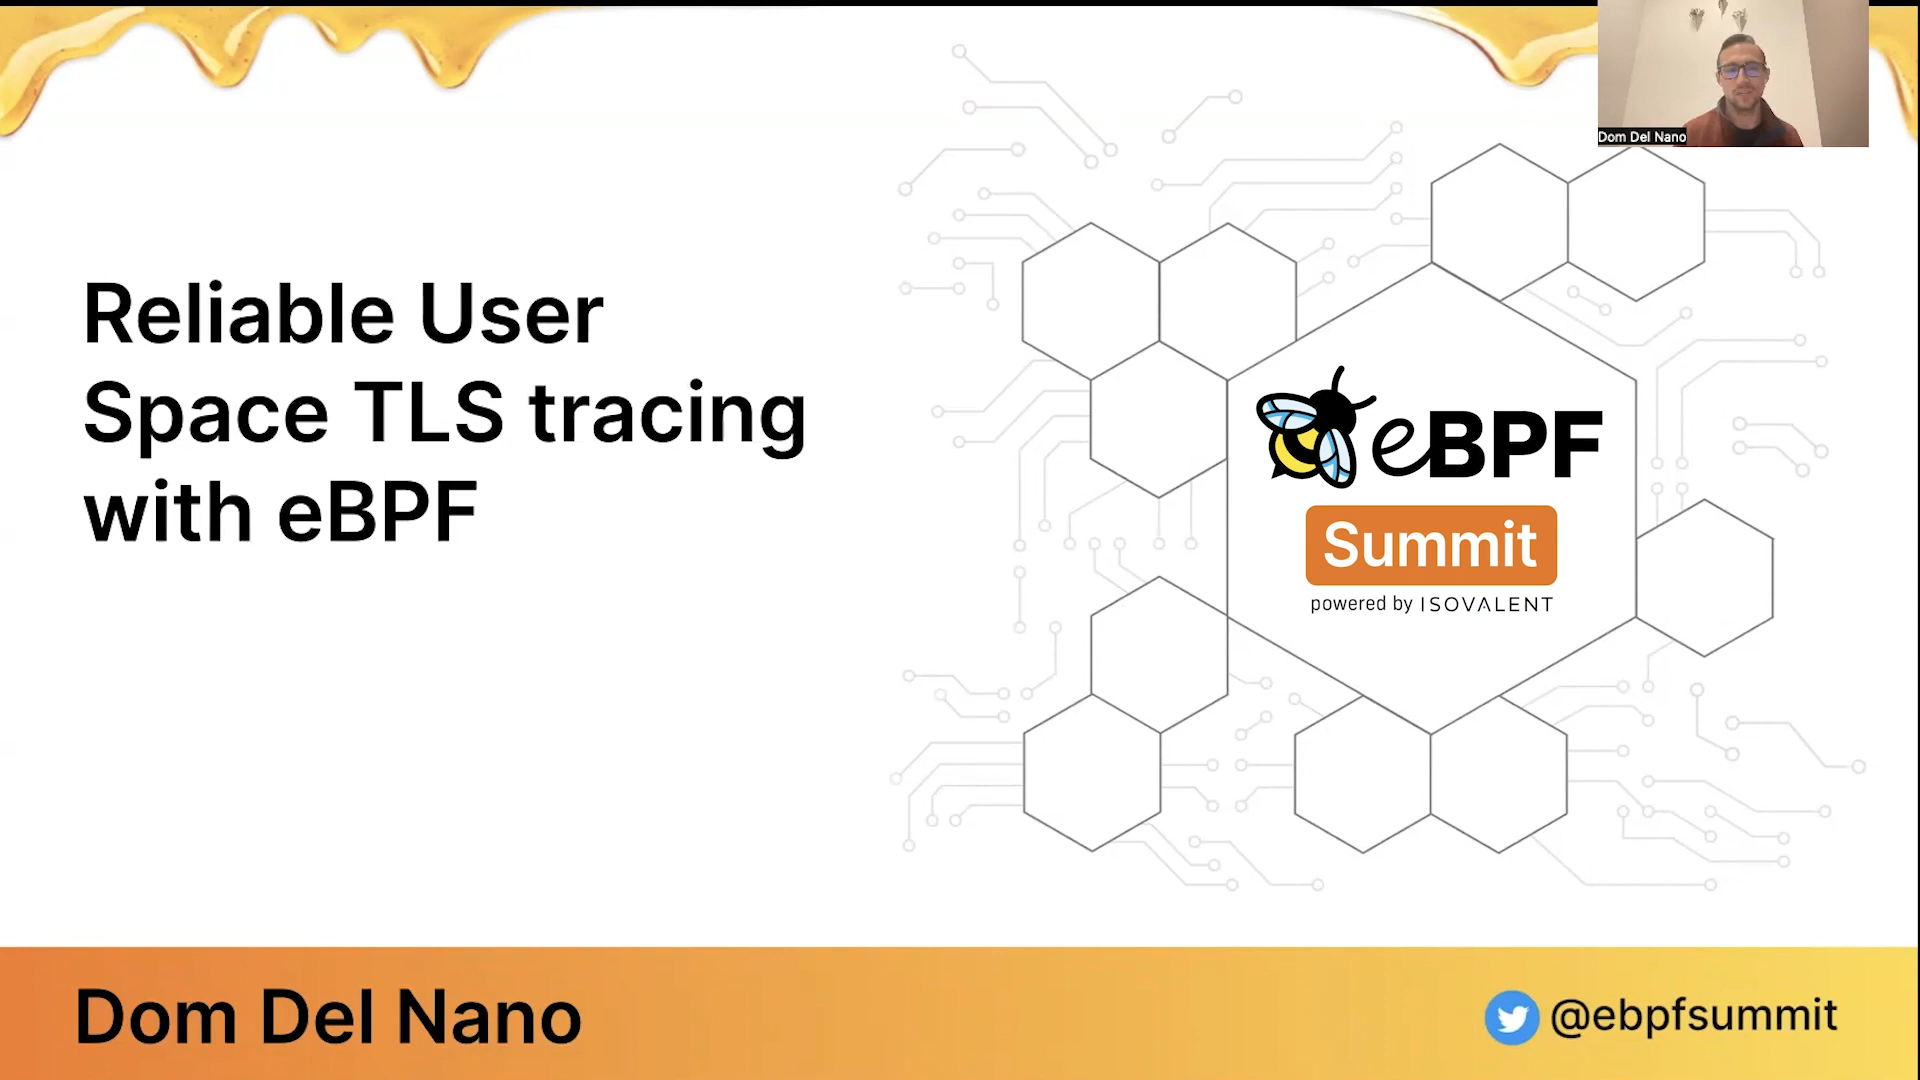 Dom Del Nano
Reliable User
Space TLS tracing
with eBPF
eBPF
Summit
powered by ISOVALENT
Dom Del Nano
@ebpfsummit